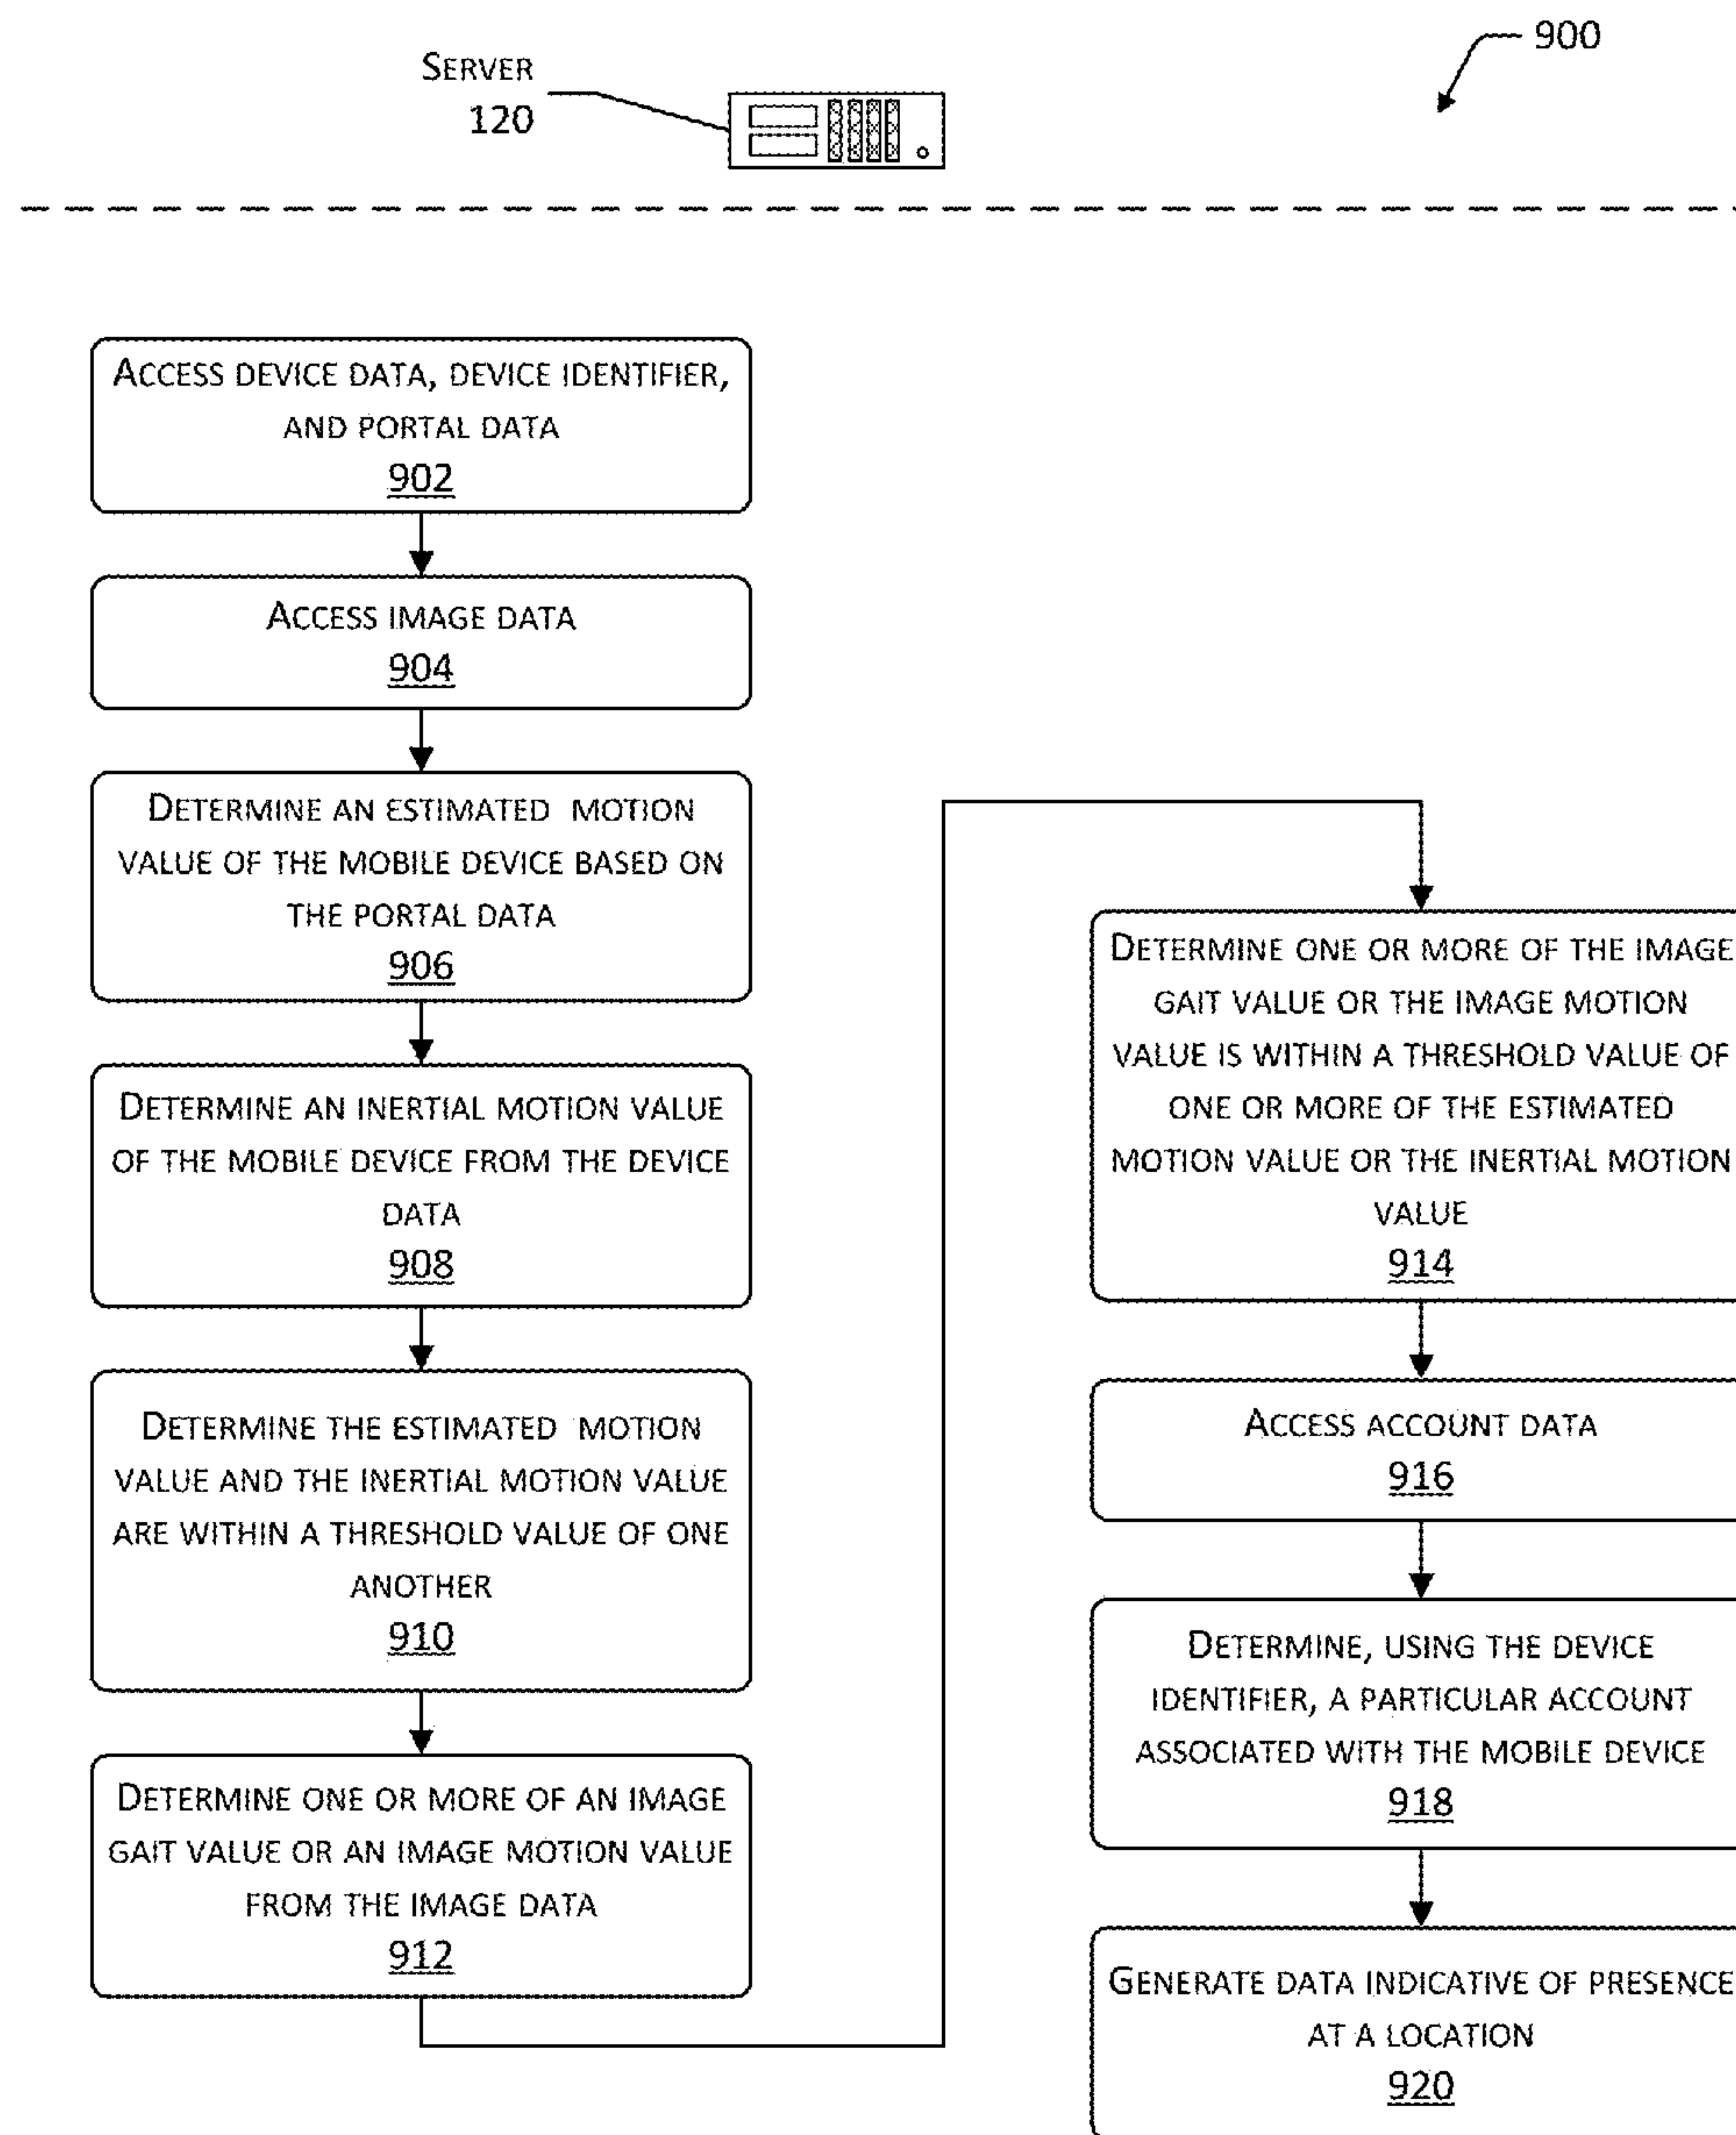 SERVER
120
900
ACCESS DEVICE DATA, DEVICE IDENTIFIER,
AND PORTAL DATA
902
ACCESS IMAGE DATA
904
DETERMINE AN ESTIMATED MOTION
VALUE OF THE MOBILE DEVICE BASED ON
THE PORTAL DATA
906
DETERMINE AN INERTIAL MOTION VALUE
OF THE MOBILE DEVICE FROM THE DEVICE
DATA
908
DETERMINE THE ESTIMATED MOTION
VALUE AND THE INERTIAL MOTION VALUE
ARE WITHIN A THRESHOLD VALUE OF ONE
ANOTHER
910
DETERMINE ONE OR MORE OF AN IMAGE
GAIT VALUE OR AN IMAGE MOTION VALUE
FROM THE IMAGE DATA
912
DETERMINE ONE OR MORE OF THE IMAGE
GAIT VALUE OR THE IMAGE MOTION
VALUE IS WITHIN A THRESHOLD VALUE OF
ONE OR MORE OF THE ESTIMATED
MOTION VALUE OR THE INERTIAL MOTION
VALUE
914
ACCESS ACCOUNT DATA
916
DETERMINE, USING THE DEVICE
IDENTIFIER, A PARTICULAR ACCOUNT
ASSOCIATED WITH THE MOBILE DEVICE
918
GENERATE DATA INDICATIVE OF PRESENCE
AT A LOCATION
920